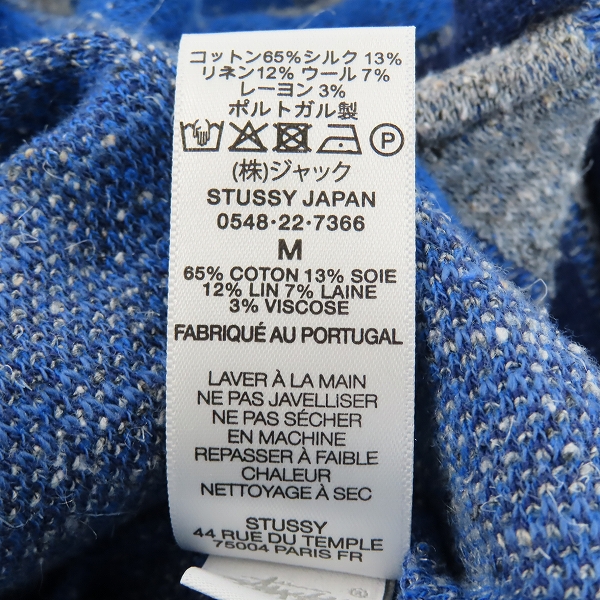 コットン65%シルク13%
リネン12% ウール7%
レーヨン3%
ポルトガル製
P
(株)ジャック
STUSSY JAPAN
0548・22・7366
M
65% COTON 13% SOIE
12% LIN 7% LAINE
3% VISCOSE
FABRIQUÉ AU PORTUGAL
LAVER À LA MAIN
NE PAS JAVELLISER
NE PAS SÉCHER
EN MACHINE
REPASSER À FAIBLE
CHALEUR
NETTOYAGE À SEC
STUSSY
44 RUE DU TEMPLE
75004 PARIS FR